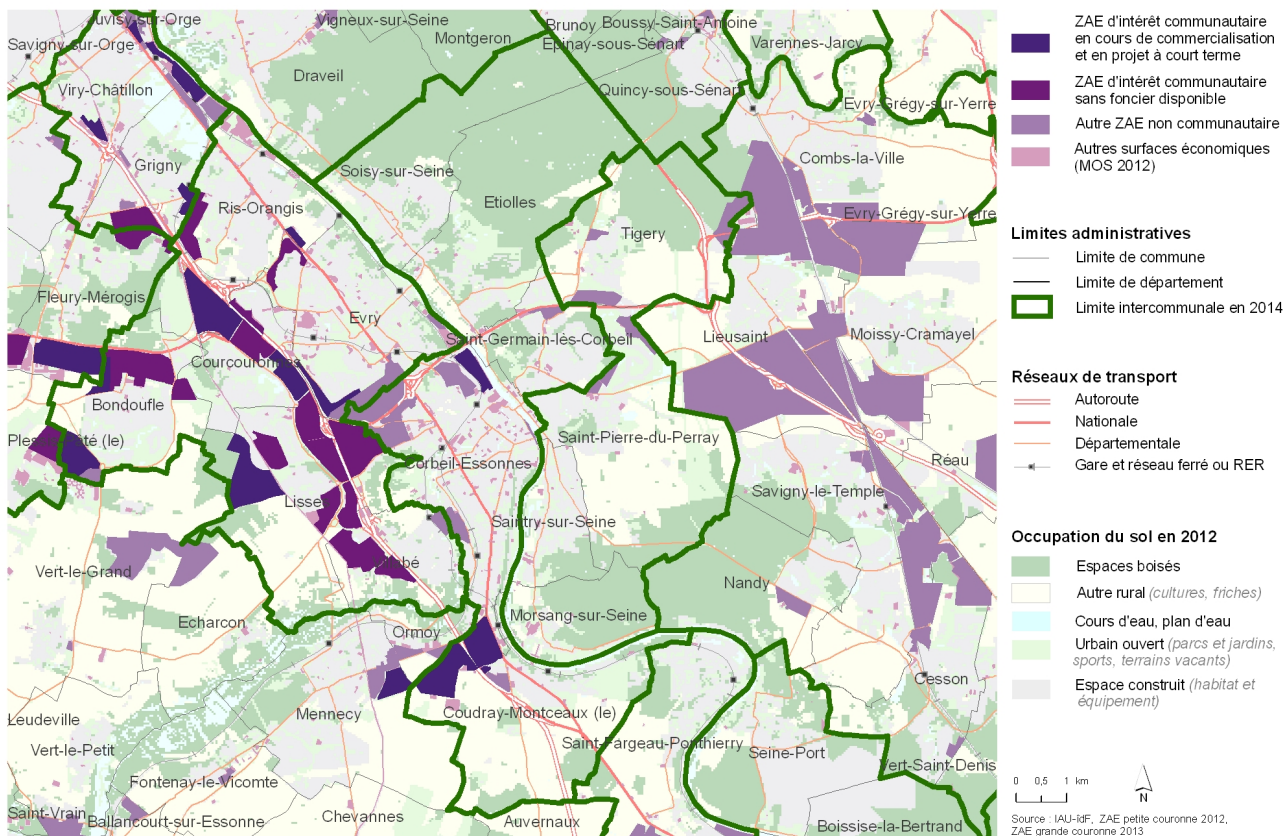 Juvisy-sur-Orge
Vigneux-sur-Seine
Brunoy
Boussy-Saint-Antoine
Savigny-sur-Orge
Montgeron
Epinay-sous-Sénart
Varennes-Jarcy
Draveil
Viry-Châtillon
Quincy-sous-Sénart
Evry-Grégy-sur-Yerre
Grigny
Combs-la-Ville
Soisy-sur-Seine
Ris-Orangis
Etiolles
Evry-Grégy-sur-Yerre
Tigery
Fleury-Mérogis
Evry
Saint-Germain-lès-Corbeil
Lieusaint
Moissy-Cramayel
Courcouronnes
Bondoufle
Saint-Pierre-du-Perray
Corbeil-Essonnes
Réau
Savigny-le-Temple
Saintry-sur-Seine
Vert-le-Grand
Nandy
Echarcon
Morsang-sur-Seine
Ormoy
Cesson
Leudeville
Mennecy
Coudray-Montceaux (le)
Vert-le-Petit
Saint-Fargeau-Ponthierry
Seine-Port
Vert-Saint-Denis
Fontenay-le-Vicomte
Saint-Vrain
Ballancourt-sur-Essonne
Chevannes
Auvernaux
Boissise-la-Bertrand
ZAE d'intérêt communautaire
en cours de commercialisation
et en projet à court terme
ZAE d'intérêt communautaire
sans foncier disponible
Autre ZAE non communautaire
Autres surfaces économiques
(MOS 2012)
Limites administratives
Limite de commune
Limite de département
Limite intercommunale en 2014
Réseaux de transport
Autoroute
Nationale
Départementale
Gare et réseau ferré ou RER
Occupation du sol en 2012
Espaces boisés
Autre rural (cultures, friches)
Cours d'eau, plan d'eau
Urbain ouvert (parcs et jardins,
sports, terrains vacants)
Espace construit (habitat et
équipement)
0 0,5 1 km
N
Source : IAU-îdF, ZAE petite couronne 2012,
ZAE grande couronne 2013